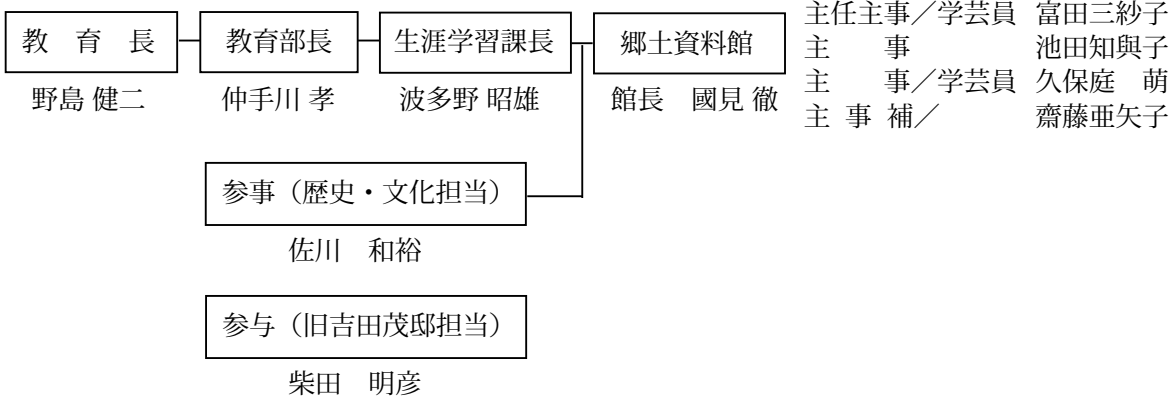 教　育　長
教育部長
生涯学習課長
郷土資料館
野島 健二
仲手川 孝
波多野 昭雄
館長　國見 徹
主任主事／学芸員　富田三紗子
主　　事　　　　　池田知與子
主　　事／学芸員　久保庭　萌
主 事 補／　　　　齋藤亜矢子
参事（歴史・文化担当）
佐川　和裕
参与（旧吉田茂邸担当）
柴田　明彦